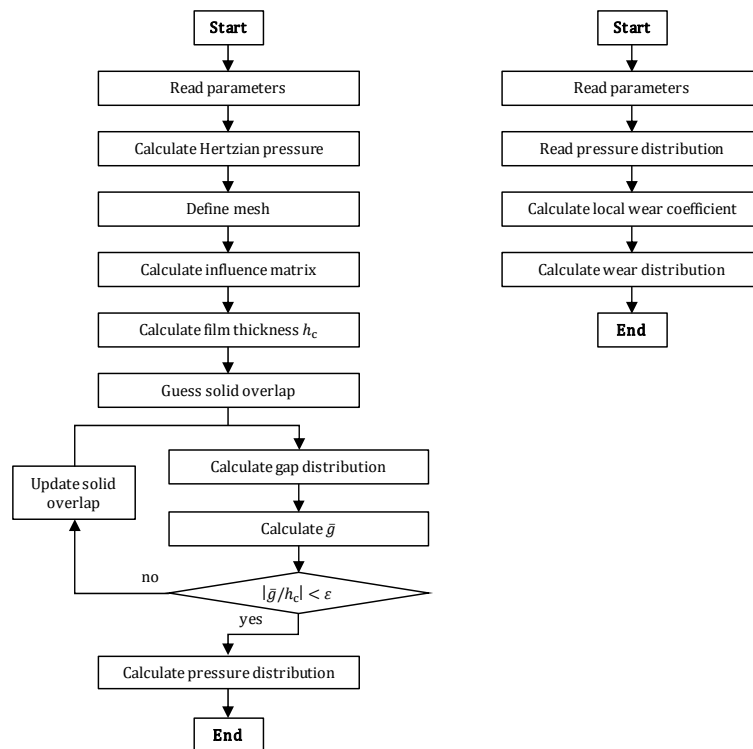 Start
Read parameters
Calculate Hertzian pressure
Define mesh
Calculate influence matrix
Calculate film thickness h_c
Guess solid overlap
Calculate gap distribution
Update solid
overlap
Calculate ḡ
no
|ḡ/h_c| < ε
yes
Calculate pressure distribution
End
Start
Read parameters
Read pressure distribution
Calculate local wear coefficient
Calculate wear distribution
End